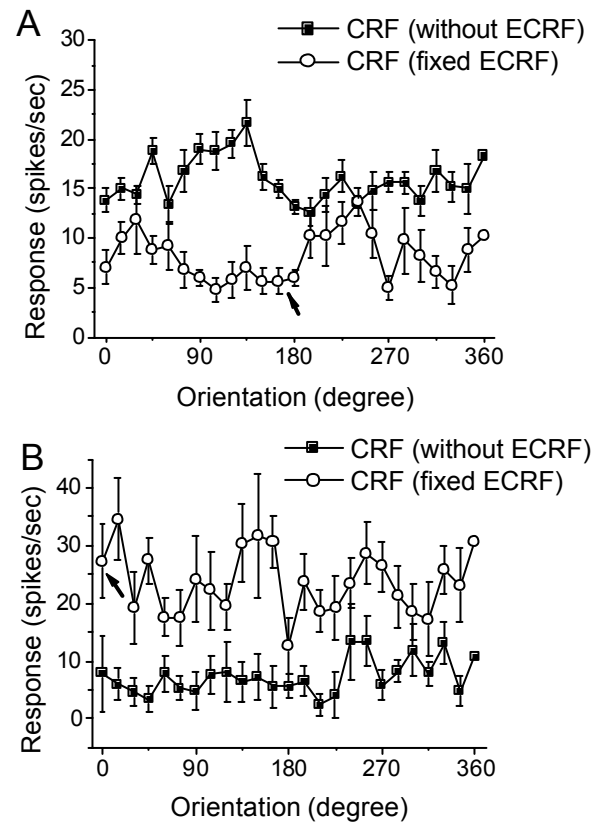 A
CRF (without ECRF)
CRF (fixed ECRF)
Response (spikes/sec)
30
25
20
15
10
5
0
0 90 180 270 360
Orientation (degree)
B
CRF (without ECRF)
CRF (fixed ECRF)
Response (spikes/sec)
40
30
20
10
0
0 90 180 270 360
Orientation (degree)